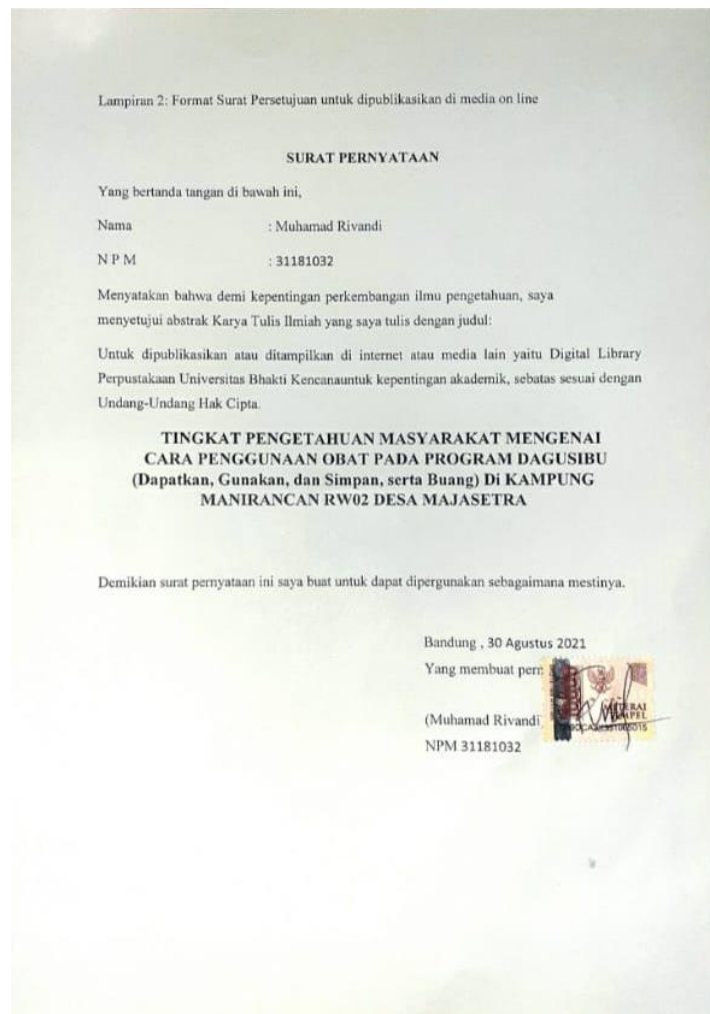 Lampiran 2: Format Surat Persetujuan untuk dipublikasikan di media on line
SURAT PERNYATAAN
Yang bertanda tangan di bawah ini,
Nama : Muhamad Rivandi
N P M : 31181032
Menyatakan bahwa demi kepentingan perkembangan ilmu pengetahuan, saya
menyetujui abstrak Karya Tulis Ilmiah yang saya tulis dengan judul:
Untuk dipublikasikan atau ditampilkan di internet atau media lain yaitu Digital Library
Perpustakaan Universitas Bhakti Kencanauntuk kepentingan akademik, sebatas sesuai dengan
Undang-Undang Hak Cipta.
TINGKAT PENGETAHUAN MASYARAKAT MENGENAI
CARA PENGGUNAAN OBAT PADA PROGRAM DAGUSIBU
(Dapatkan, Gunakan, dan Simpan, serta Buang) Di KAMPUNG
MANIRANCAN RW02 DESA MAJASETRA
Demikian surat pernyataan ini saya buat untuk dapat dipergunakan sebagaimana mestinya.
Bandung , 30 Agustus 2021
Yang membuat
(Muhamad Rivandi
NPM 31181032